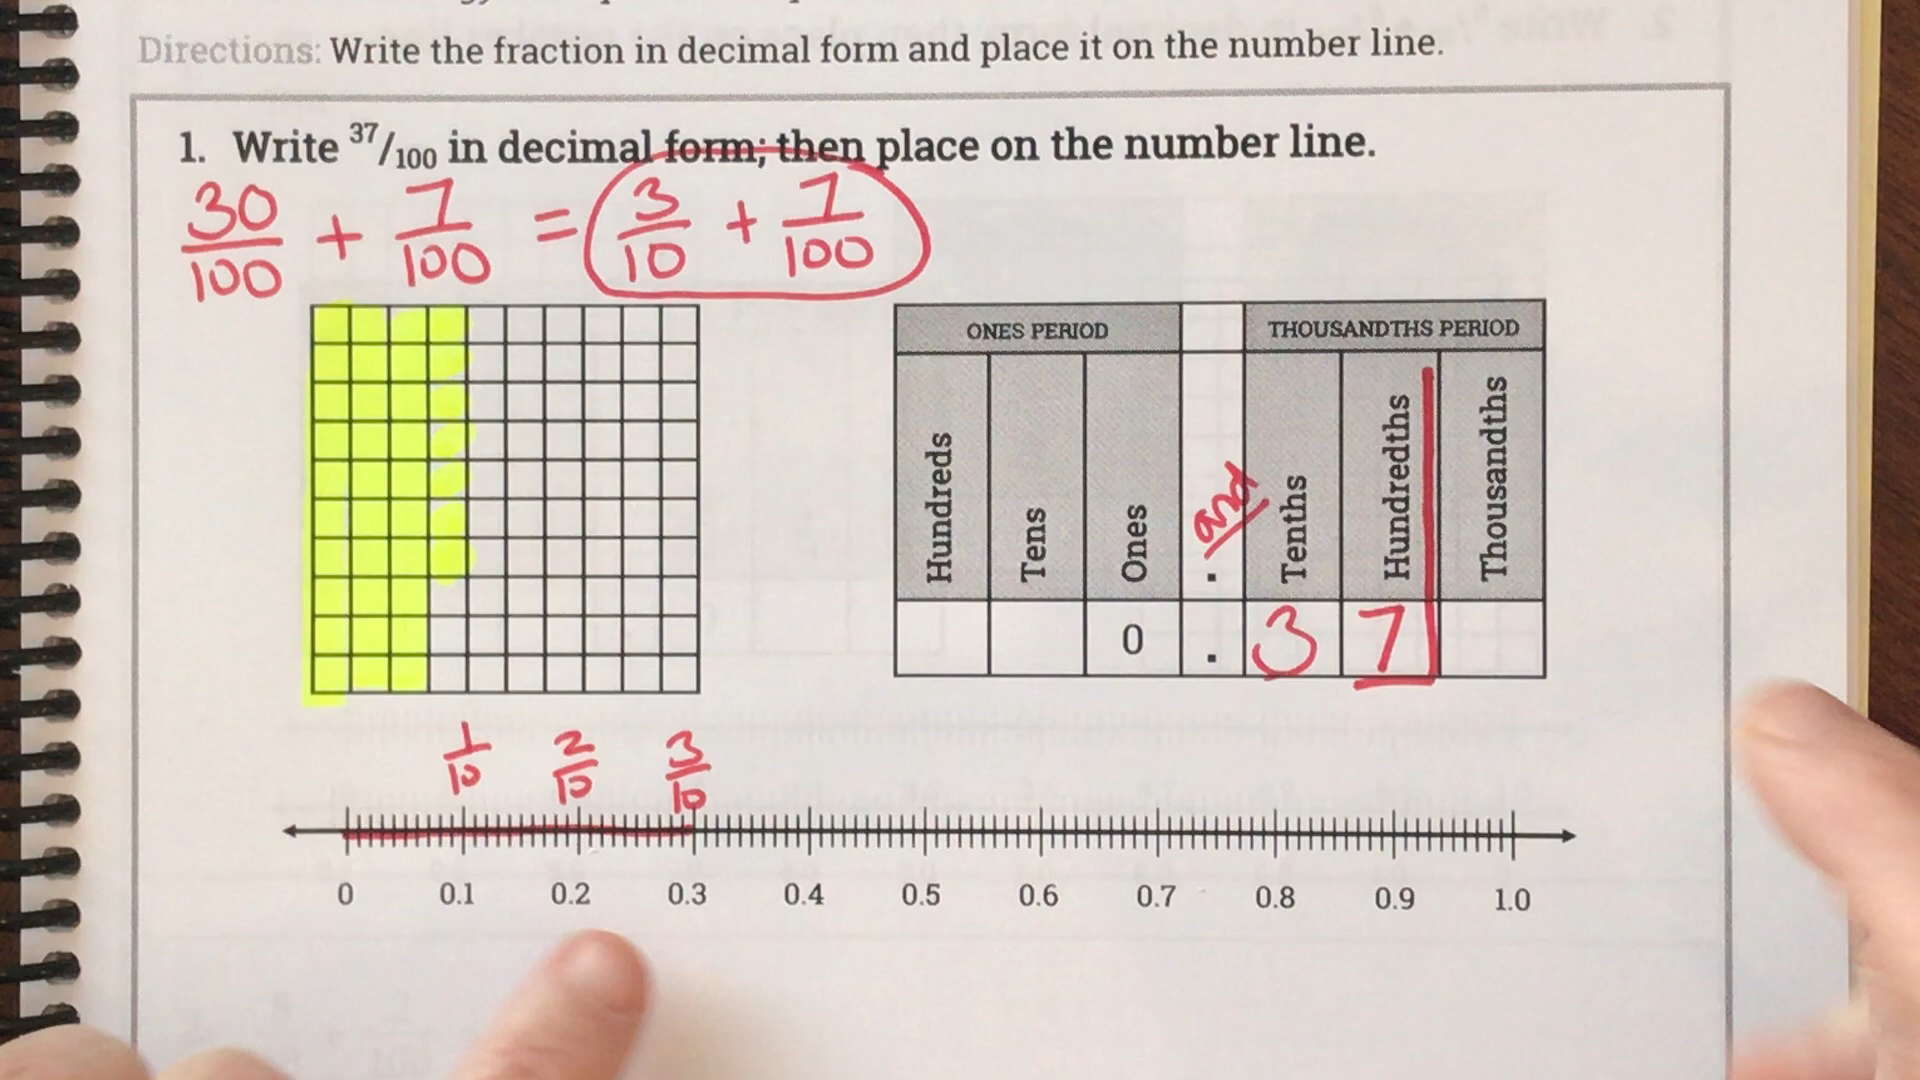 Directions: Write the fraction in decimal form and place it on the number line.
1. Write 37/100 in decimal form; then place on the number line.
30/100 + 7/100 = 3/10 + 7/100
ONES PERIOD THOUSANDTHS PERIOD
Hundreds Tens Ones . and Tenths Hundredths Thousandths
0 . 3 7
1/10 2/10 3/10
0 0.1 0.2 0.3 0.4 0.5 0.6 0.7 0.8 0.9 1.0